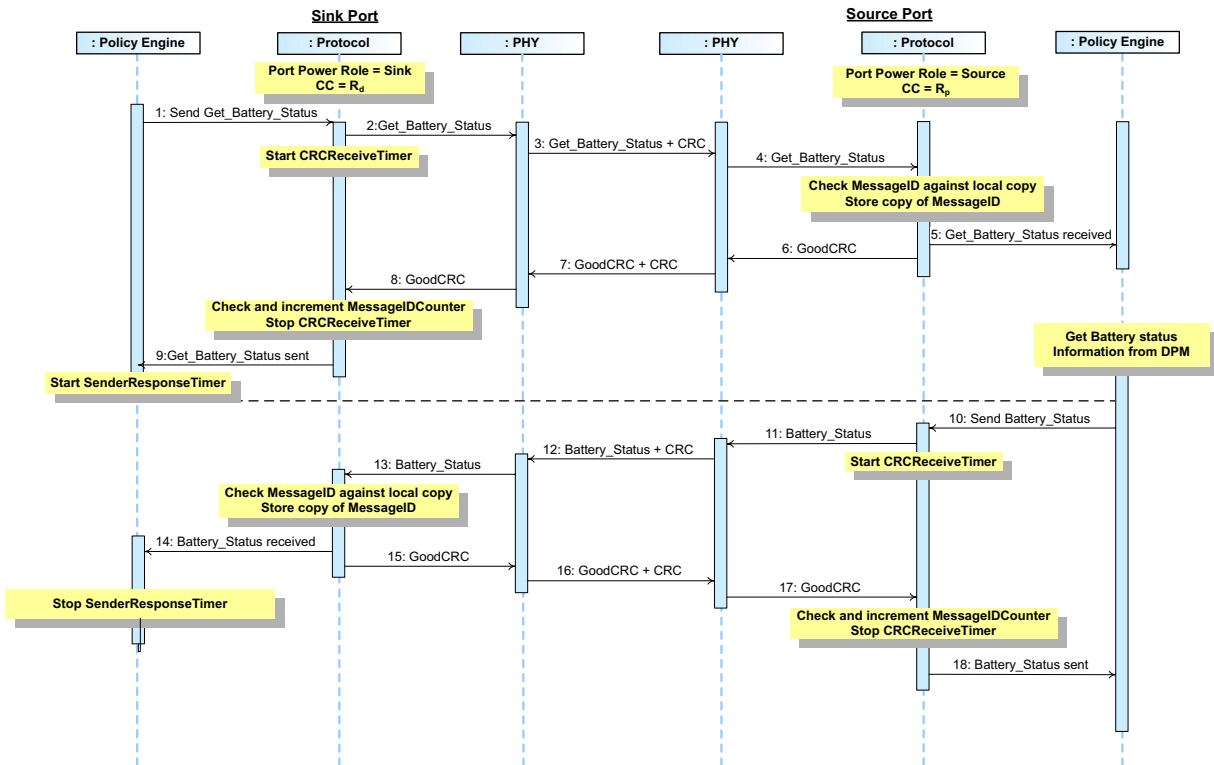 Sink Port
Source Port
: Policy Engine
: Protocol
: PHY
: PHY
: Protocol
: Policy Engine
Port Power Role = Sink
CC = Rd
Port Power Role = Source
CC = Rp
1: Send Get_Battery_Status
2:Get_Battery_Status
Start CRCReceiveTimer
3: Get_Battery_Status + CRC
4: Get_Battery_Status
Check MessageID against local copy
Store copy of MessageID
5: Get_Battery_Status received
6: GoodCRC
7: GoodCRC + CRC
8: GoodCRC
Check and increment MessageIDCounter
Stop CRCReceiveTimer
Get Battery status
Information from DPM
9:Get_Battery_Status sent
Start SenderResponseTimer
10: Send Battery_Status
11: Battery_Status
Start CRCReceiveTimer
12: Battery_Status + CRC
13: Battery_Status
Check MessageID against local copy
Store copy of MessageID
14: Battery_Status received
15: GoodCRC
16: GoodCRC + CRC
17: GoodCRC
Stop SenderResponseTimer
Check and increment MessageIDCounter
Stop CRCReceiveTimer
18: Battery_Status sent